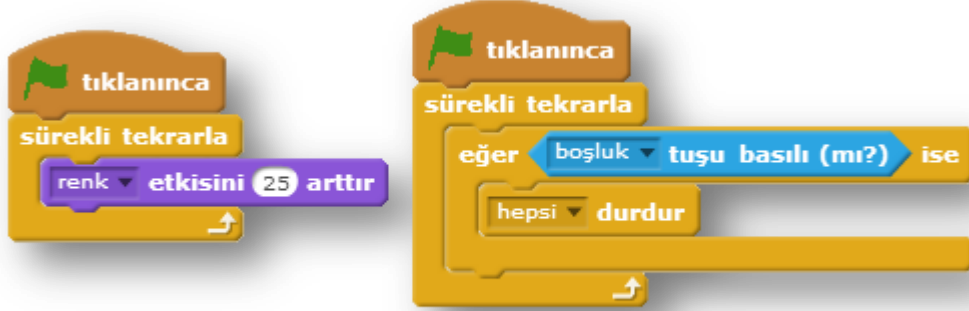 tıklanınca
sürekli tekrarla
renk etkisini 25 arttır
tıklanınca
sürekli tekrarla
eğer boşluk tuşu basılı (mı?) ise
hepsi durdur